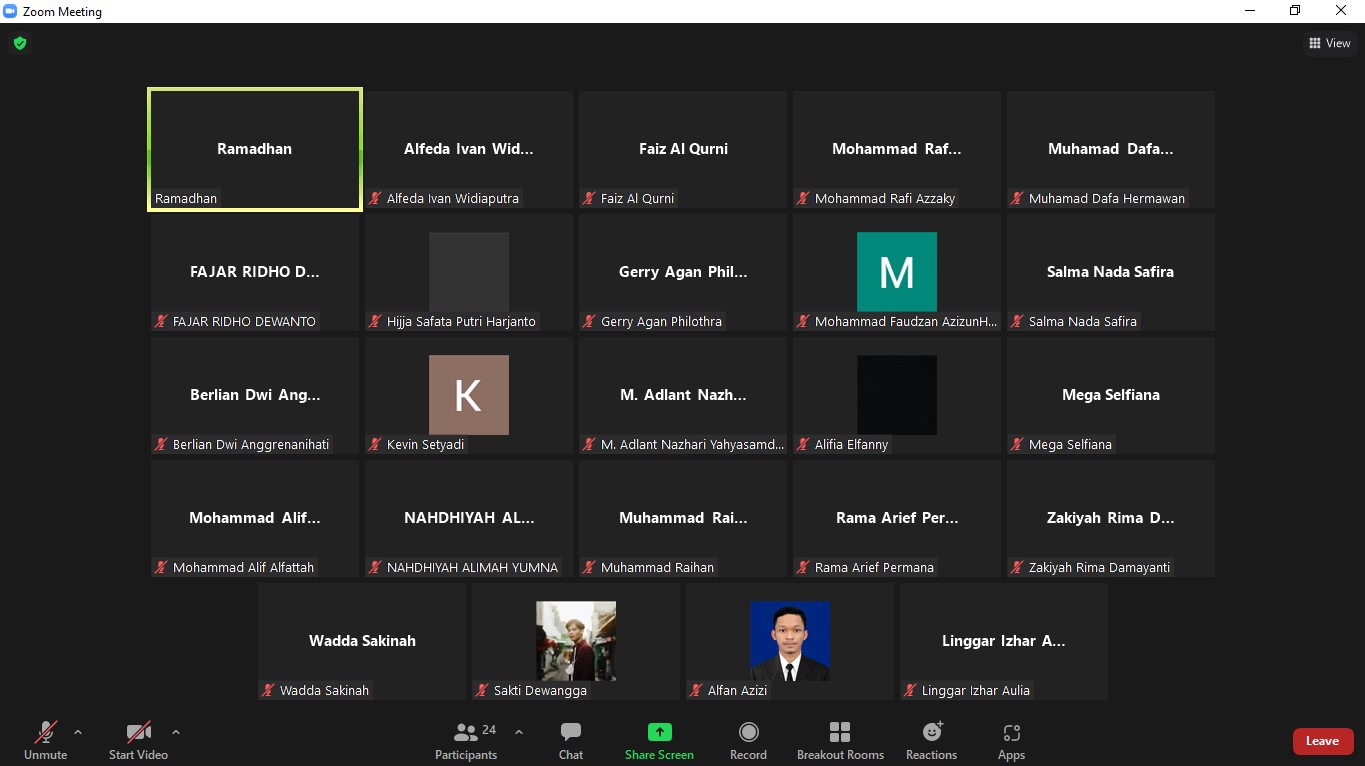 Zoom Meeting
View
Ramadhan
Ramadhan
Alfeda Ivan Wid...
Alfeda Ivan Widiaputra
Faiz Al Qurni
Faiz Al Qurni
Mohammad Raf...
Mohammad Rafi Azzaky
Muhamad Dafa...
Muhamad Dafa Hermawan
FAJAR RIDHO D...
FAJAR RIDHO DEWANTO
Hijja Safata Putri Harjanto
Gerry Agan Phil...
Gerry Agan Philothra
M
Mohammad Faudzan AzizunH...
Salma Nada Safira
Salma Nada Safira
Berlian Dwi Ang...
Berlian Dwi Anggrenanihati
K
Kevin Setyadi
M. Adlant Nazh...
M. Adlant Nazhari Yahyasamd...
Alifia Elfanny
Mega Selfiana
Mega Selfiana
Mohammad Alif...
Mohammad Alif Alfattah
NAHDHIYAH AL...
NAHDHIYAH ALIMAH YUMNA
Muhammad Rai...
Muhammad Raihan
Rama Arief Per...
Rama Arief Permana
Zakiyah Rima D...
Zakiyah Rima Damayanti
Wadda Sakinah
Wadda Sakinah
Sakti Dewangga
Alfan Azizi
Linggar Izhar A...
Linggar Izhar Aulia
Unmute
Start Video
24
Participants
Chat
Share Screen
Record
Breakout Rooms
Reactions
Apps
Leave